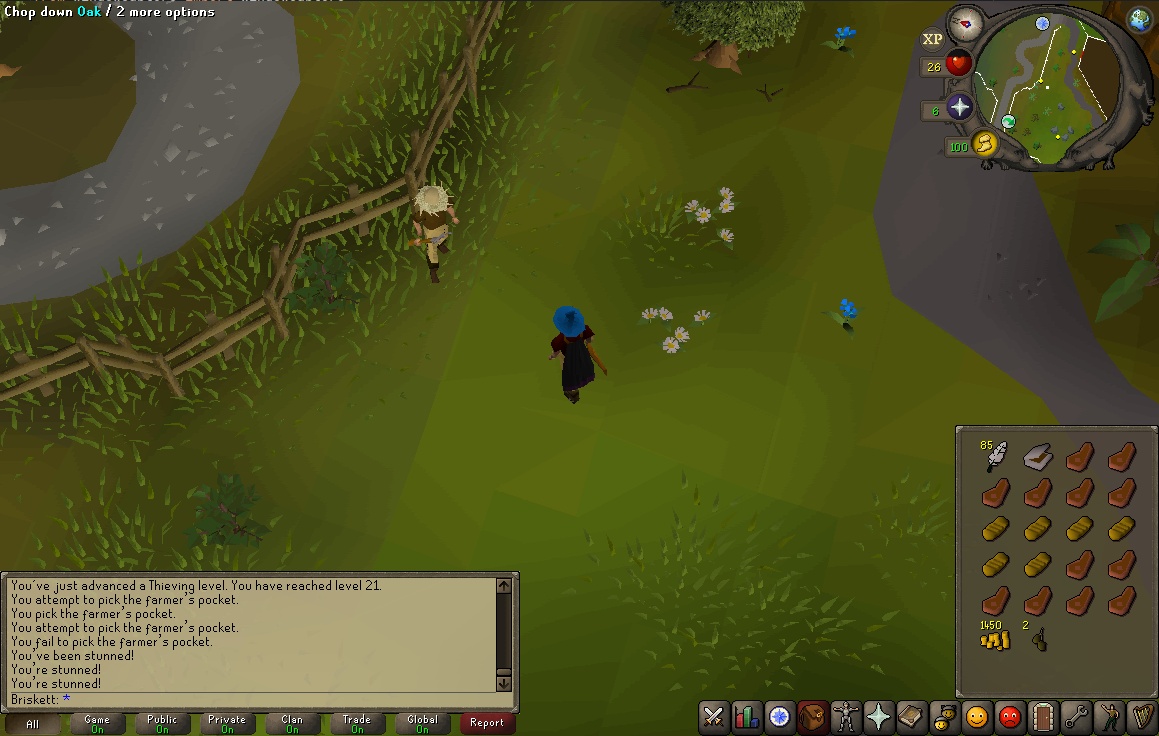 Chop down Oak / 2 more options
XP
26
6
100
85
1450
2
You've just advanced a Thieving level. You have reached level 21.
You attempt to pick the farmer's pocket.
You pick the farmer's pocket.
You attempt to pick the farmer's pocket.
You fail to pick the farmer's pocket.
You've been stunned!
You're stunned!
You're stunned!
Briskett: *
All
Game
On
Public
On
Private
On
Clan
On
Trade
On
Global
On
Report